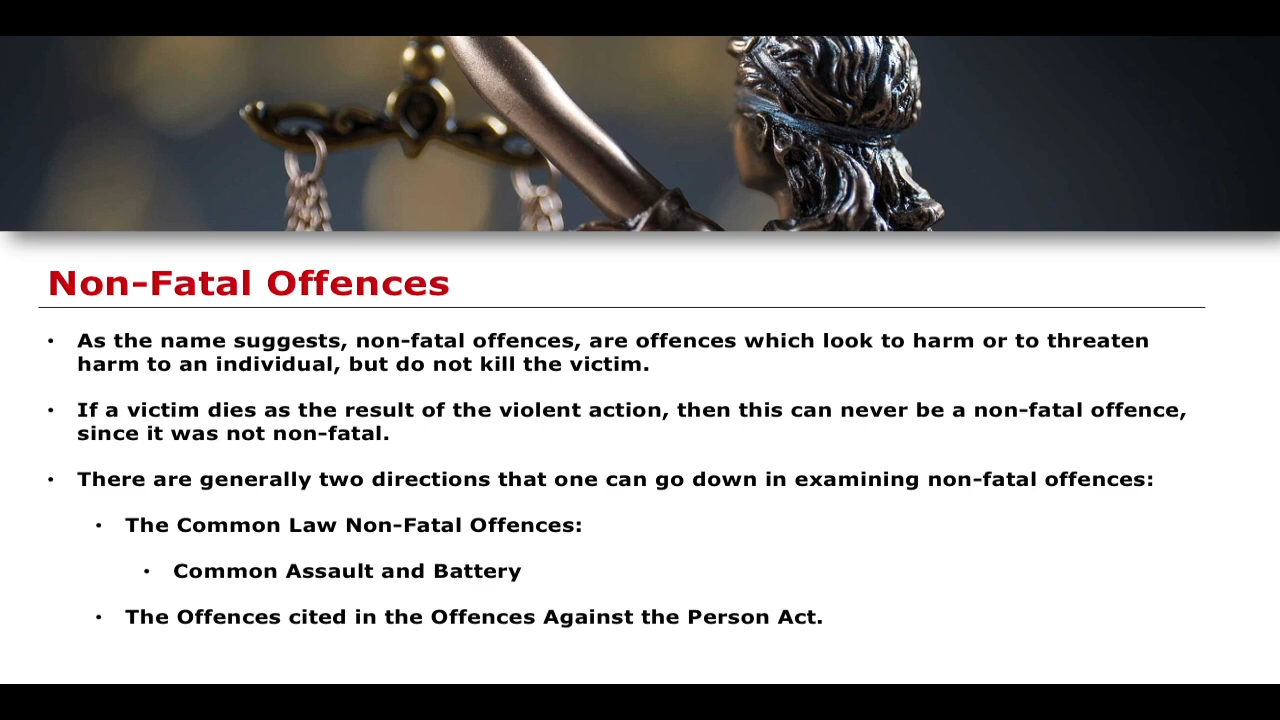 Non-Fatal Offences
• As the name suggests, non-fatal offences, are offences which look to harm or to threaten
harm to an individual, but do not kill the victim.
• If a victim dies as the result of the violent action, then this can never be a non-fatal offence,
since it was not non-fatal.
• There are generally two directions that one can go down in examining non-fatal offences:
• The Common Law Non-Fatal Offences:
• Common Assault and Battery
• The Offences cited in the Offences Against the Person Act.